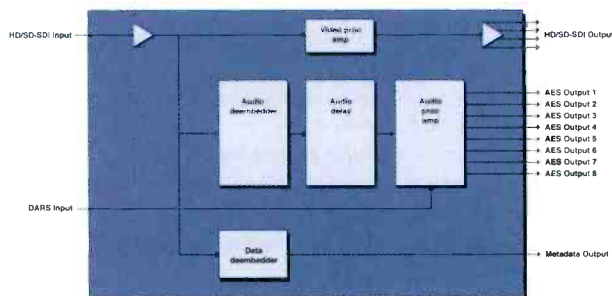 HD/SD-SDI Input
Video proc
amp
HD/SD-SDI Output
Audio
deembedder
Audio
delay
Audio
proc
amp
AES Output 1
AES Output 2
AES Output 3
AES Output 4
AES Output 5
AES Output 6
AES Output 7
AES Output 8
DARS Input
Data
deembedder
Metadata Output